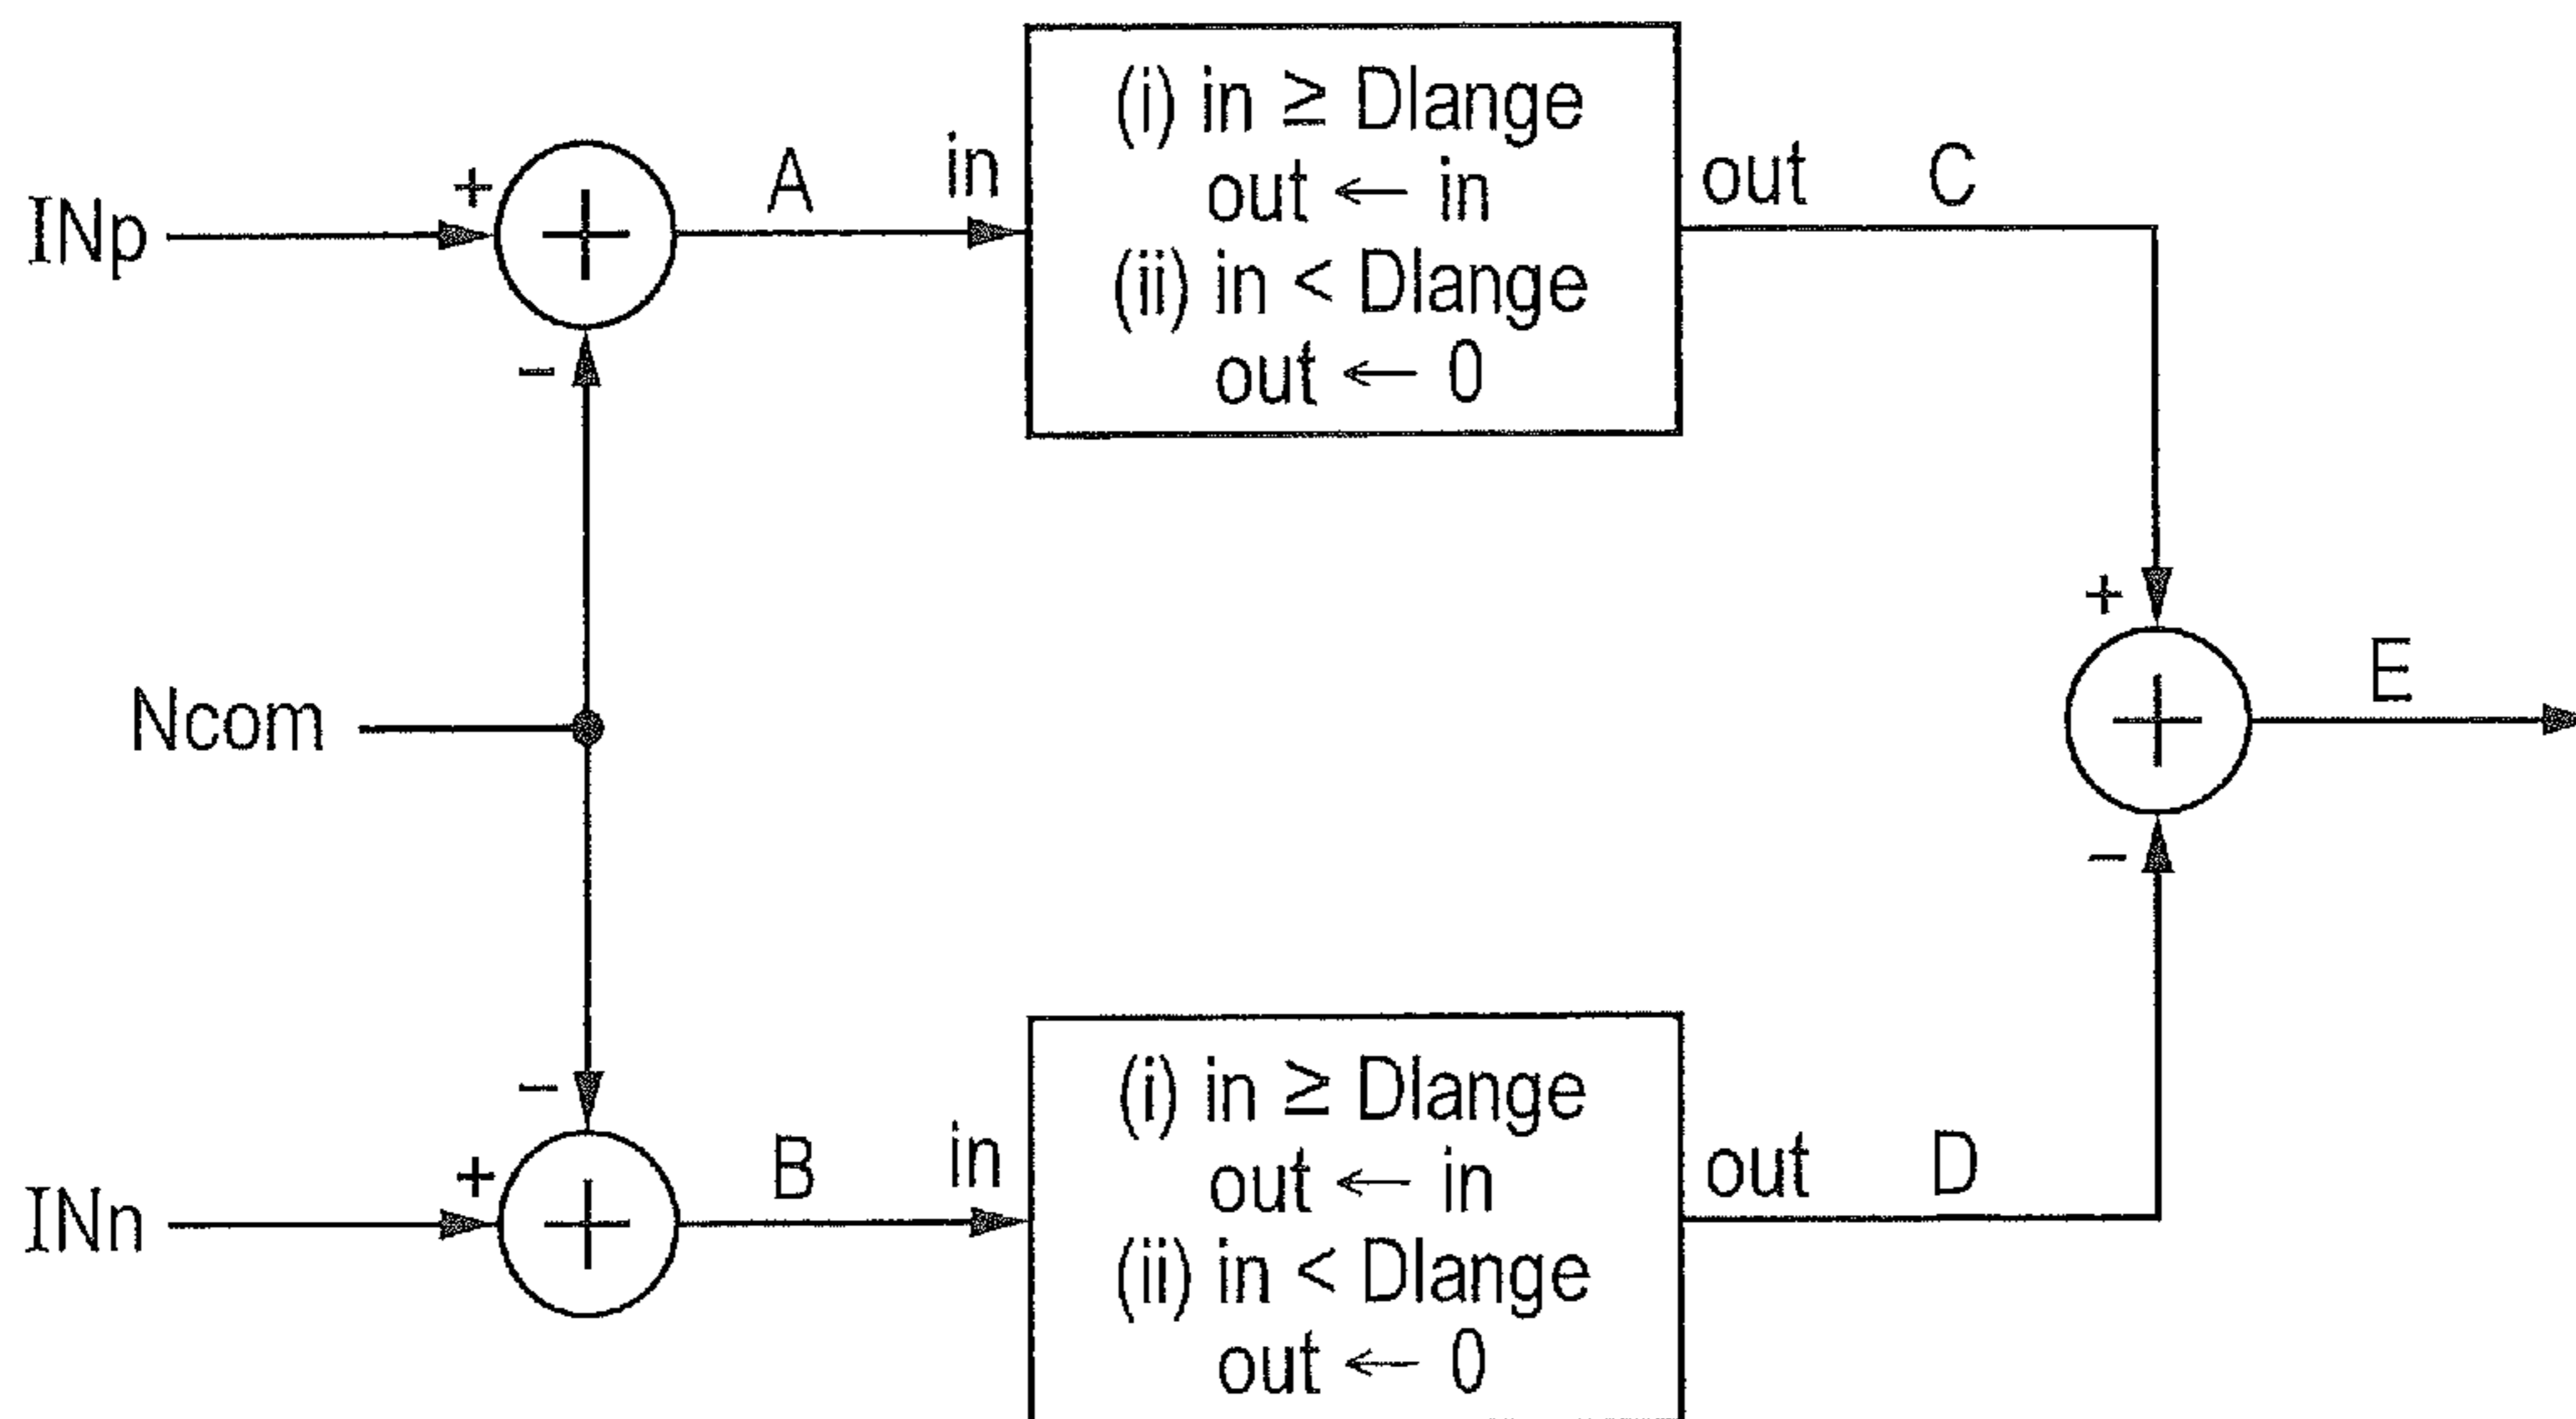 INp
+
−
A
in
(i) in ≥ Dlange
out ← in
(ii) in < Dlange
out ← 0
out
C
Ncom
+
−
E
INn
+
−
B
in
(i) in ≥ Dlange
out ← in
(ii) in < Dlange
out ← 0
out
D